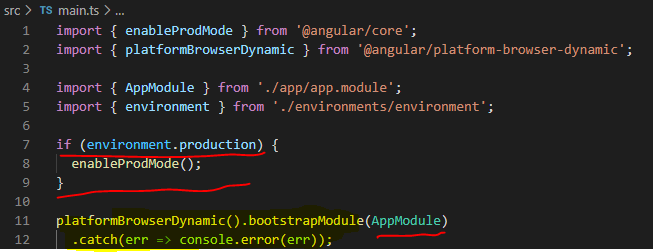 src > TS main.ts > ...
1 import { enableProdMode } from '@angular/core';
2 import { platformBrowserDynamic } from '@angular/platform-browser-dynamic';
3
4 import { AppModule } from './app/app.module';
5 import { environment } from './environments/environment';
6
7 if (environment.production) {
8 enableProdMode();
9 }
10
11 platformBrowserDynamic().bootstrapModule(AppModule)
12 .catch(err => console.error(err));